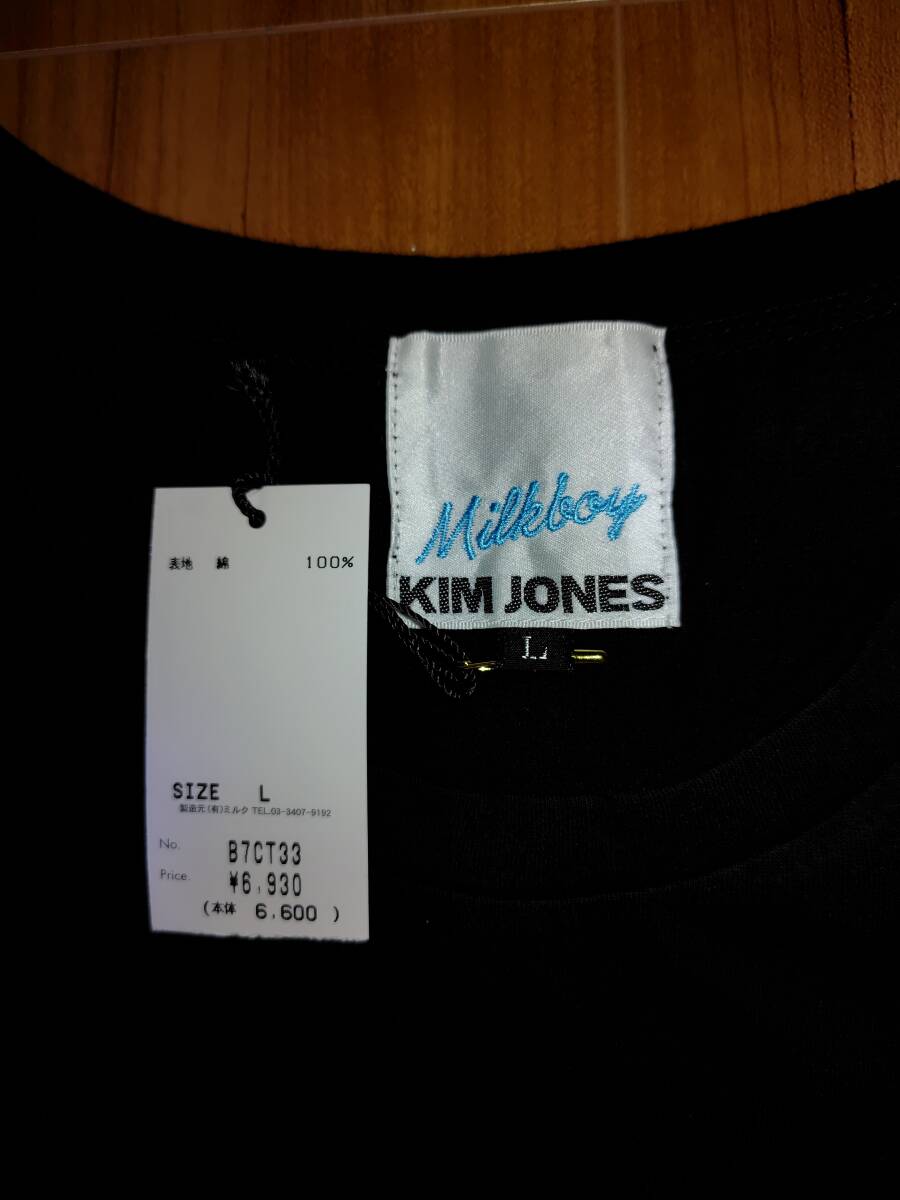 Milkboy
KIM JONES
L
表地 綿 100%
SIZE L
製造元(有)ミルク TEL.03-3407-9192
No. B7CT33
Price. ¥6,930
(本体 6,600 )